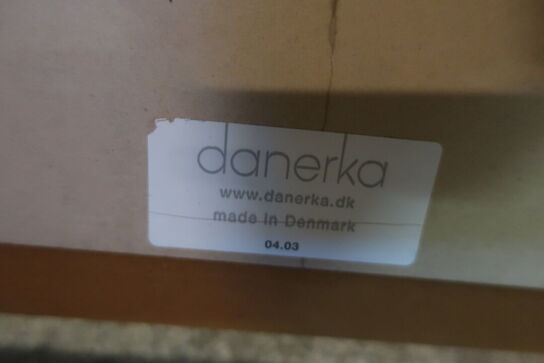 danerka
www.danerka.dk
made in Denmark
04.03